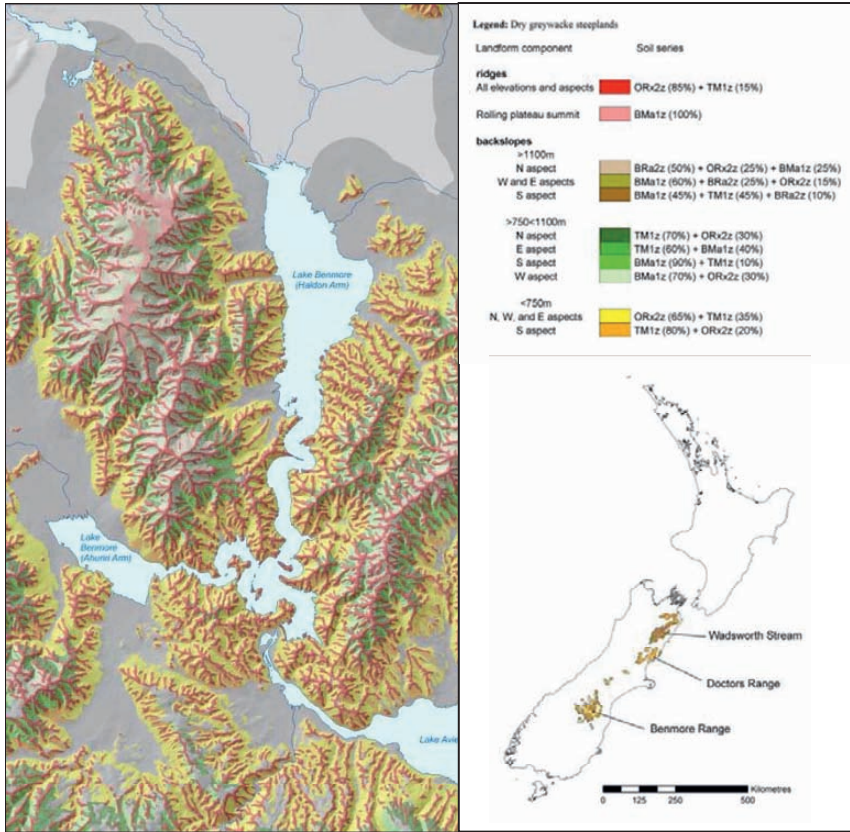 Lake Benmore
(Haldon Arm)
Lake
Benmore
(Ahuriri Arm)
Lake Avie
Legend: Dry greywacke steeplands
Landform component Soil series
ridges
All elevations and aspects ORx2z (85%) + TM1z (15%)
Rolling plateau summit BMa1z (100%)
backslopes
>1100m
N aspect BRa2z (50%) + ORx2z (25%) + BMa1z (25%)
W and E aspects BMa1z (60%) + BRa2z (25%) + ORx2z (15%)
S aspect BMa1z (45%) + TM1z (45%) + BRa2z (10%)
>750<1100m
N aspect TM1z (70%) + ORx2z (30%)
E aspect TM1z (60%) + BMa1z (40%)
S aspect BMa1z (90%) + TM1z (10%)
W aspect BMa1z (70%) + ORx2z (30%)
<750m
N, W, and E aspects ORx2z (65%) + TM1z (35%)
S aspect TM1z (80%) + ORx2z (20%)
Wadsworth Stream
Doctors Range
Benmore Range
Kilometres
0 125 250 500